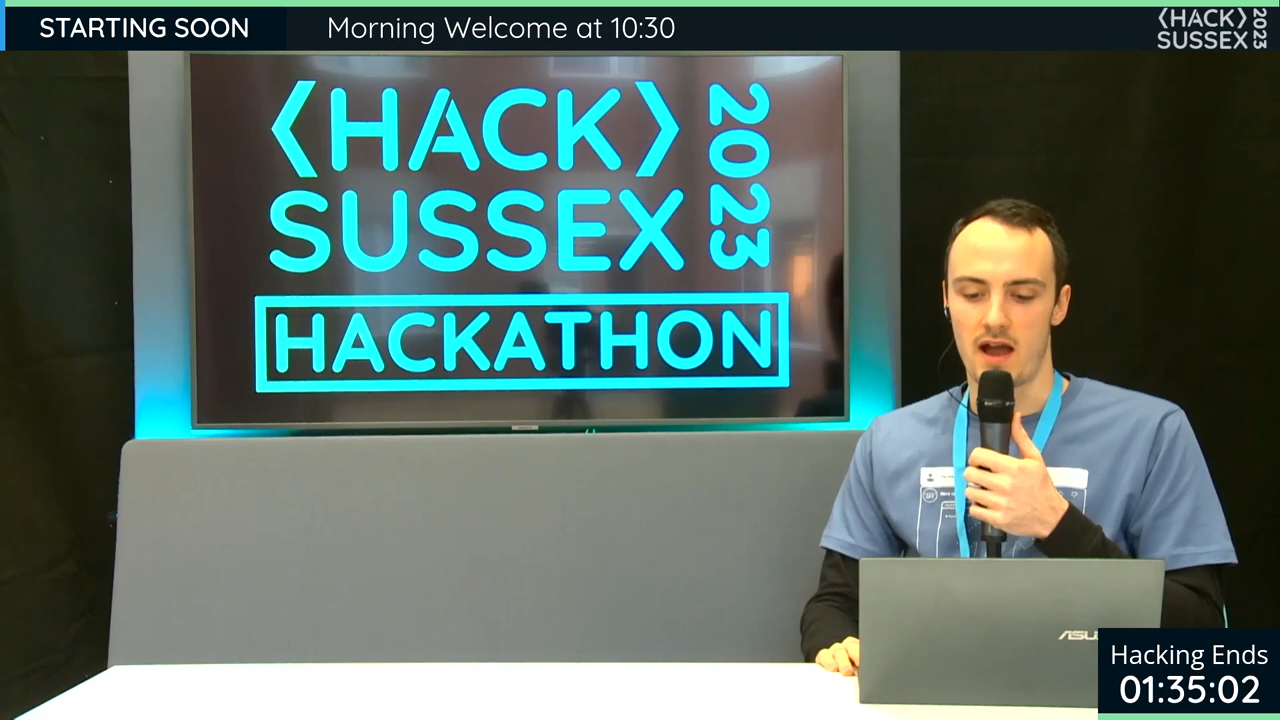 STARTING SOON
Morning Welcome at 10:30
⟨HACK⟩
SUSSEX
2023
⟨HACK⟩
SUSSEX
2023
HACKATHON
Hacking Ends
01:35:02